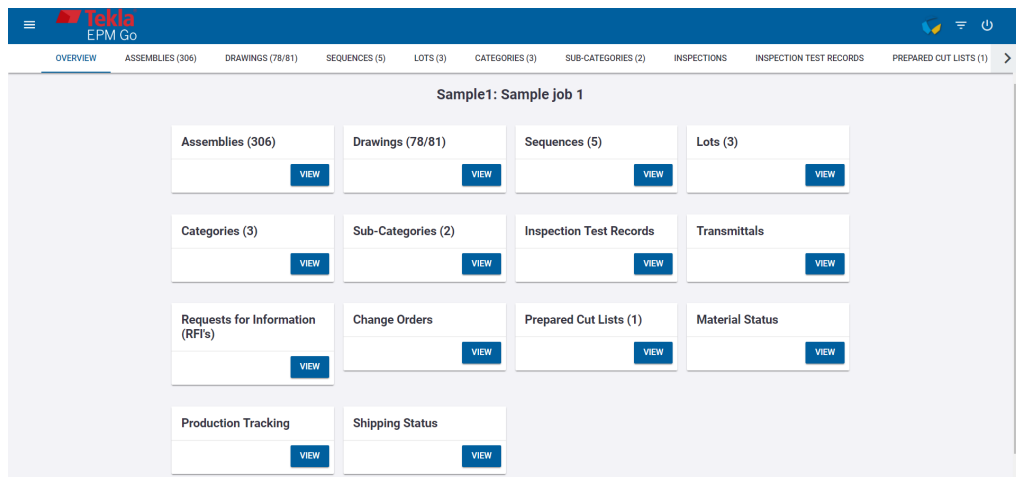 Tekla
EPM Go
OVERVIEW ASSEMBLIES (306) DRAWINGS (78/81) SEQUENCES (5) LOTS (3) CATEGORIES (3) SUB-CATEGORIES (2) INSPECTIONS INSPECTION TEST RECORDS PREPARED CUT LISTS (1)
Sample1: Sample job 1
Assemblies (306) Drawings (78/81) Sequences (5) Lots (3)
VIEW VIEW VIEW VIEW
Categories (3) Sub-Categories (2) Inspection Test Records Transmittals
VIEW VIEW VIEW VIEW
Requests for Information Change Orders Prepared Cut Lists (1) Material Status
(RFI's)
VIEW VIEW VIEW VIEW
Production Tracking Shipping Status
VIEW VIEW